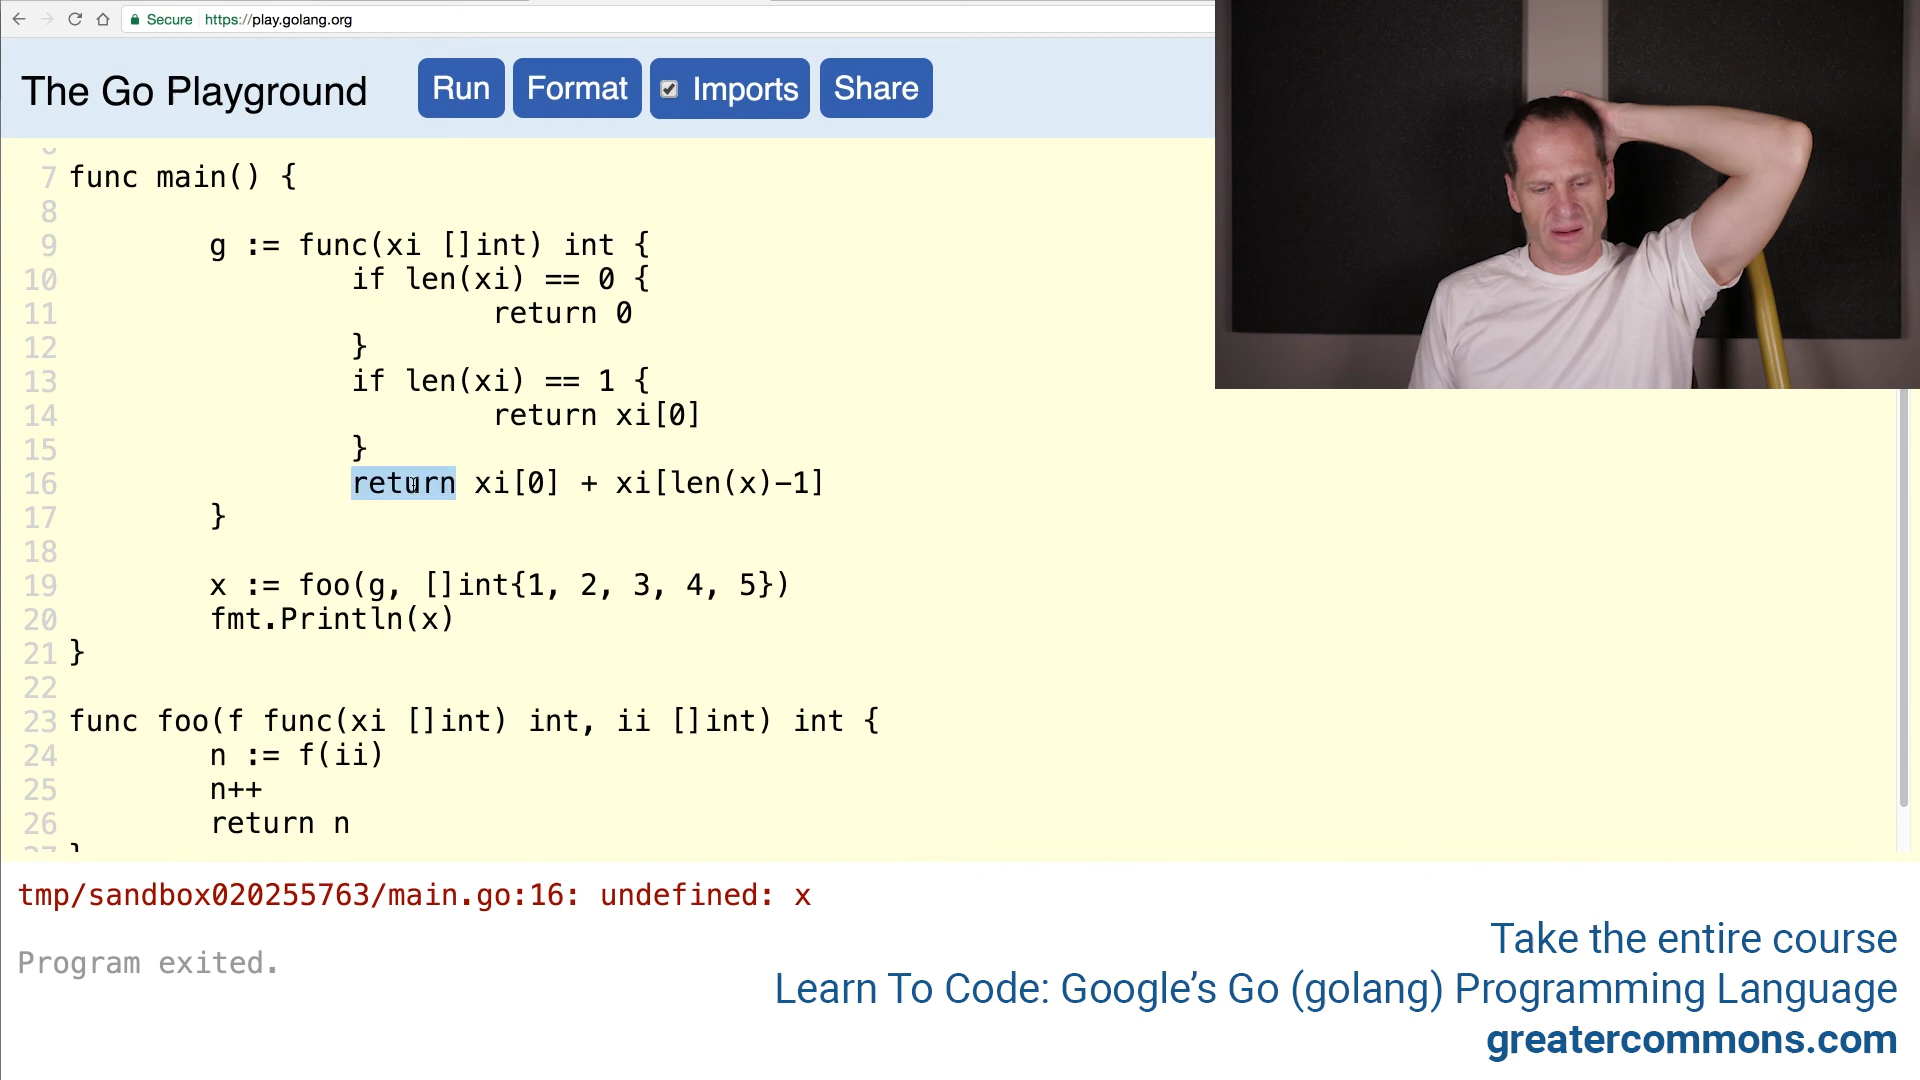 Secure https://play.golang.org
The Go Playground Run Format Imports Share
7 func main() {
8
9 g := func(xi []int) int {
10 if len(xi) == 0 {
11 return 0
12 }
13 if len(xi) == 1 {
14 return xi[0]
15 }
16 return xi[0] + xi[len(x)-1]
17 }
18
19 x := foo(g, []int{1, 2, 3, 4, 5})
20 fmt.Println(x)
21 }
22
23 func foo(f func(xi []int) int, ii []int) int {
24 n := f(ii)
25 n++
26 return n
tmp/sandbox020255763/main.go:16: undefined: x
Program exited.
Take the entire course
Learn To Code: Google’s Go (golang) Programming Language
greatercommons.com